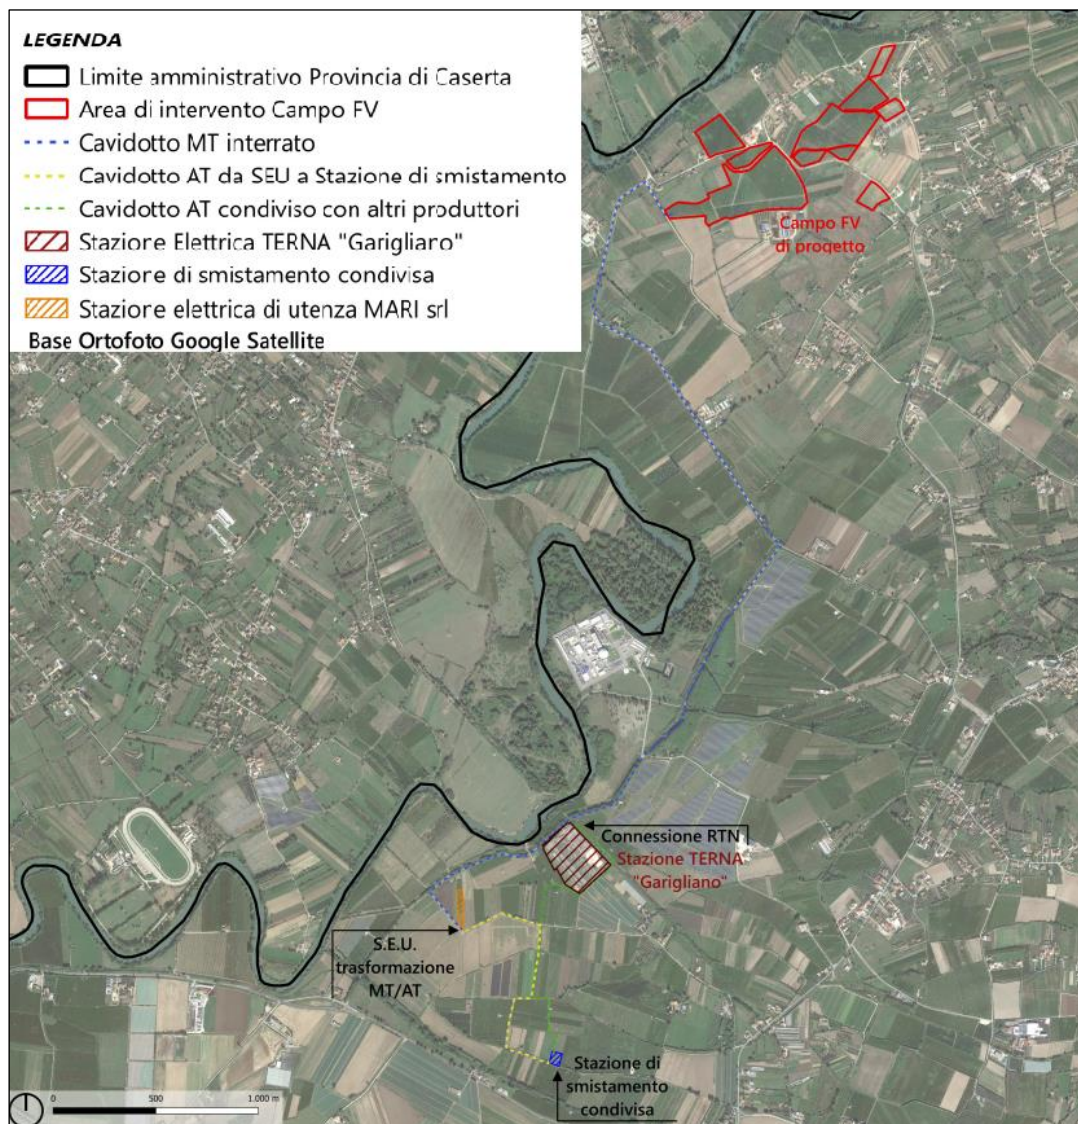 LEGENDA
Limite amministrativo Provincia di Caserta
Area di intervento Campo FV
Cavidotto MT interrato
Cavidotto AT da SEU a Stazione di smistamento
Cavidotto AT condiviso con altri produttori
Stazione Elettrica TERNA "Garigliano"
Stazione di smistamento condivisa
Stazione elettrica di utenza MARI srl
Base Ortofoto Google Satellite
Campo FV
di progetto
Connessione RTN
Stazione TERNA
"Garigliano"
S.E.U.
trasformazione
MT/AT
Stazione di
smistamento
condivisa
0 500 1.000 m